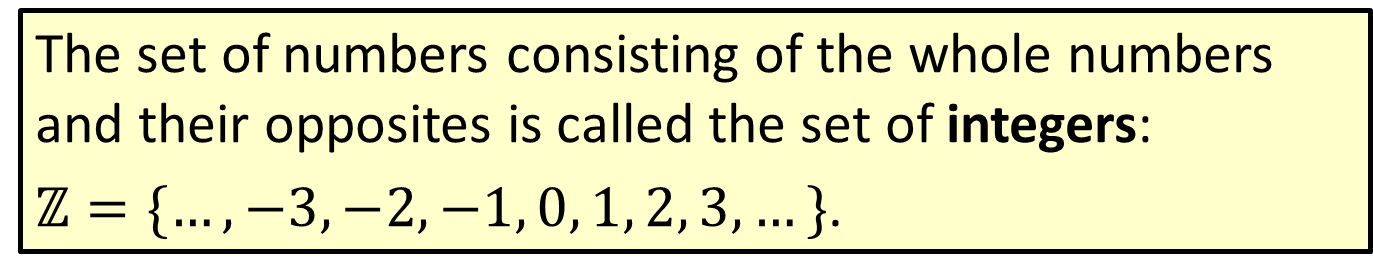 The set of numbers consisting of the whole numbers
and their opposites is called the set of integers:
ℤ = {… , −3, −2, −1, 0, 1, 2, 3, … }.